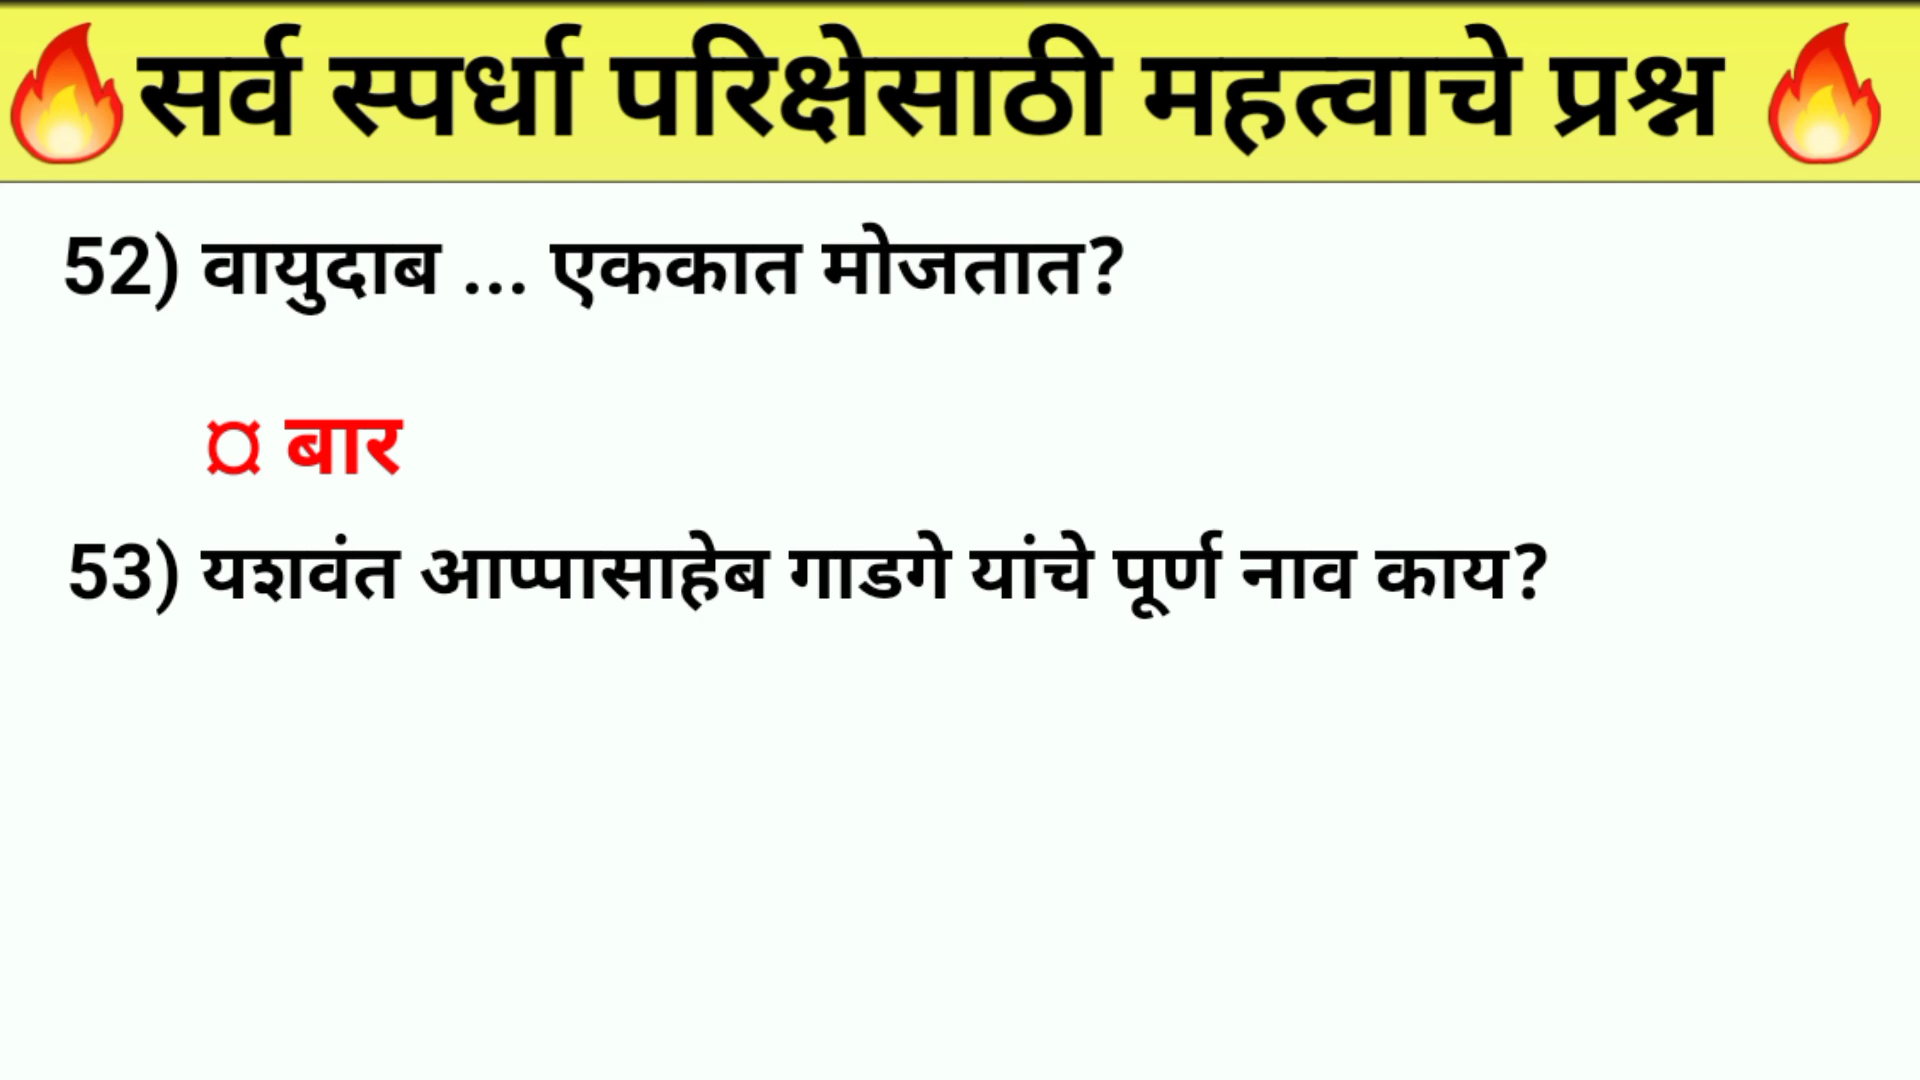 🔥सर्व स्पर्धा परिक्षेसाठी महत्वाचे प्रश्न 🔥
52) वायुदाब ... एककात मोजतात?
¤ बार
53) यशवंत आप्पासाहेब गाडगे यांचे पूर्ण नाव काय?